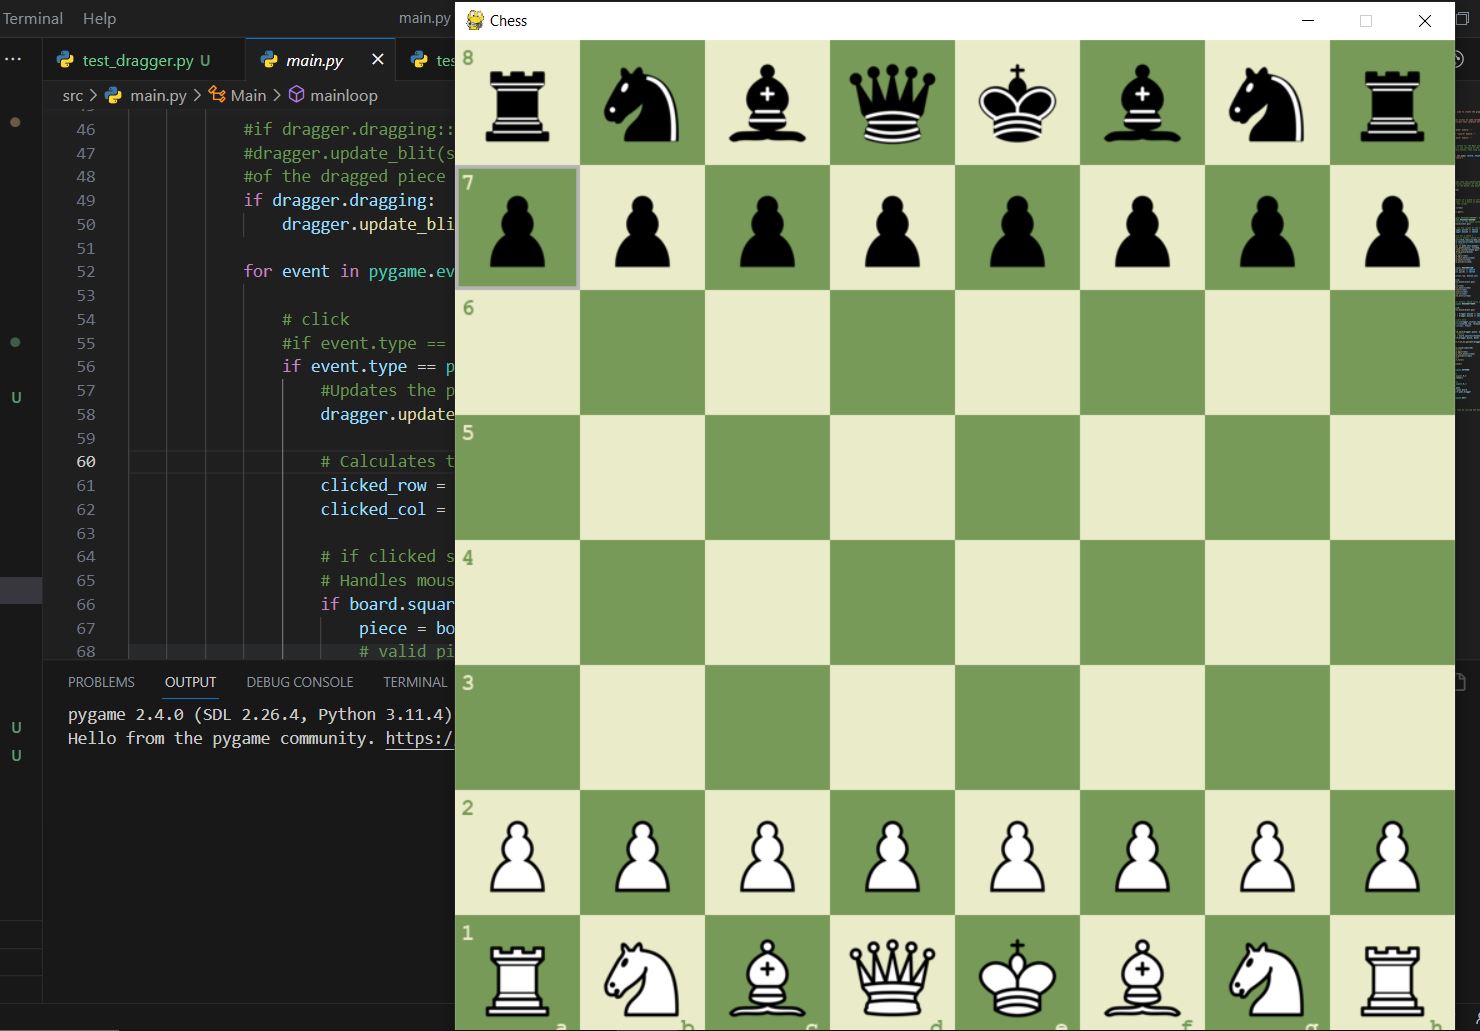 Terminal Help main.py
Chess
test_dragger.py U main.py
src > main.py > Main > mainloop
46 #if dragger.dragging::
47 #dragger.update_blit(s
48 #of the dragged piece
49 if dragger.dragging:
50 dragger.update_bli
51
52 for event in pygame.ev
53
54 # click
55 #if event.type ==
56 if event.type == p
57 #Updates the p
58 dragger.update
59
60 # Calculates t
61 clicked_row =
62 clicked_col =
63
64 # if clicked s
65 # Handles mous
66 if board.squar
67 piece = bo
68 # valid pi
U
U
U
PROBLEMS OUTPUT DEBUG CONSOLE TERMINAL
pygame 2.4.0 (SDL 2.26.4, Python 3.11.4)
Hello from the pygame community. https:/
8
7
6
5
4
3
2
1
a b c d e f g h